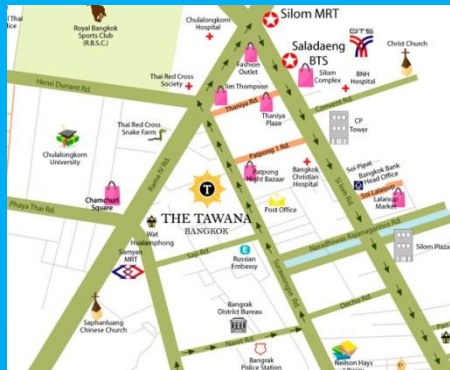 Royal Bangkok
Sports Club
(R.B.S.C.)
Chulalongkorn
Hospital
Silom MRT
Saladaeng
BTS
BTS
Christ Church
Fashion
Outlet
Silom
Complex
BNH
Hospital
Thai Red Cross
Society
Jim Thompson
Henri Dunant Rd.
Thaniya Rd.
Thaniya
Plaza
Convent Rd.
CP
Tower
Thai Red Cross
Snake Farm
Chulalongkorn
University
Rama IV Rd.
Patpong 1 Rd.
Patpong
Night Bazaar
Bangkok
Christian
Hospital
Soi Pipat
Bangkok Bank
Head Office
Soi Lalaisup
Lalaisup
Market
Silom Rd.
Chamchuri
Square
Phaya Thai Rd.
T
THE TAWANA
BANGKOK
Post Office
Wat
Hualamphong
Samyan
MRT
Sap Rd.
Russian
Embassy
Surawongse Rd.
Naradhiwas Rajanagarindra Rd.
Silom Plaza
Saphanluang
Chinese Church
Bangrak
District Bureau
Decho Rd.
Naret Rd.
Bangrak
Police Station
Neilson Hays
Pan